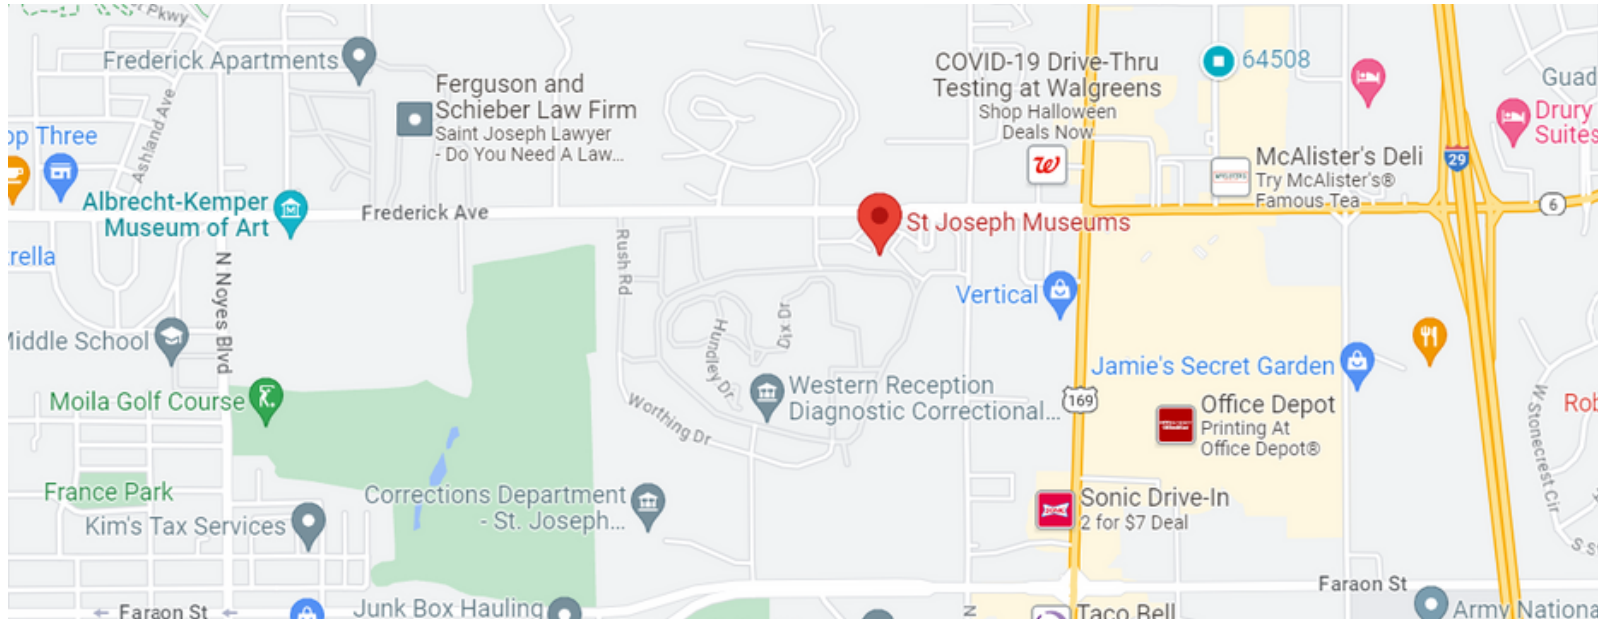 Pkwy
Frederick Apartments
Ashland Ave
Ferguson and
Schieber Law Firm
Saint Joseph Lawyer
- Do You Need A Law...
COVID-19 Drive-Thru
Testing at Walgreens
Shop Halloween
Deals Now
64508
Guad
Drury
Suites
op Three
29
McAlister's Deli
Try McAlister's®
Famous Tea
6
Albrecht-Kemper
Museum of Art
Frederick Ave
St Joseph Museums
rella
N Noyes Blvd
Rush Rd
Vertical
Dix Dr
Hundley Dr
Middle School
Jamie's Secret Garden
Moila Golf Course
Western Reception
Diagnostic Correctional...
169
Office Depot
Printing At
Office Depot®
W Stonecrest Cir
Rob
Worthing Dr
France Park
Kim's Tax Services
Corrections Department
- St. Joseph...
Sonic Drive-In
2 for $7 Deal
Faraon St
Faraon St
Junk Box Hauling
N
Taco Bell
Army Nationa